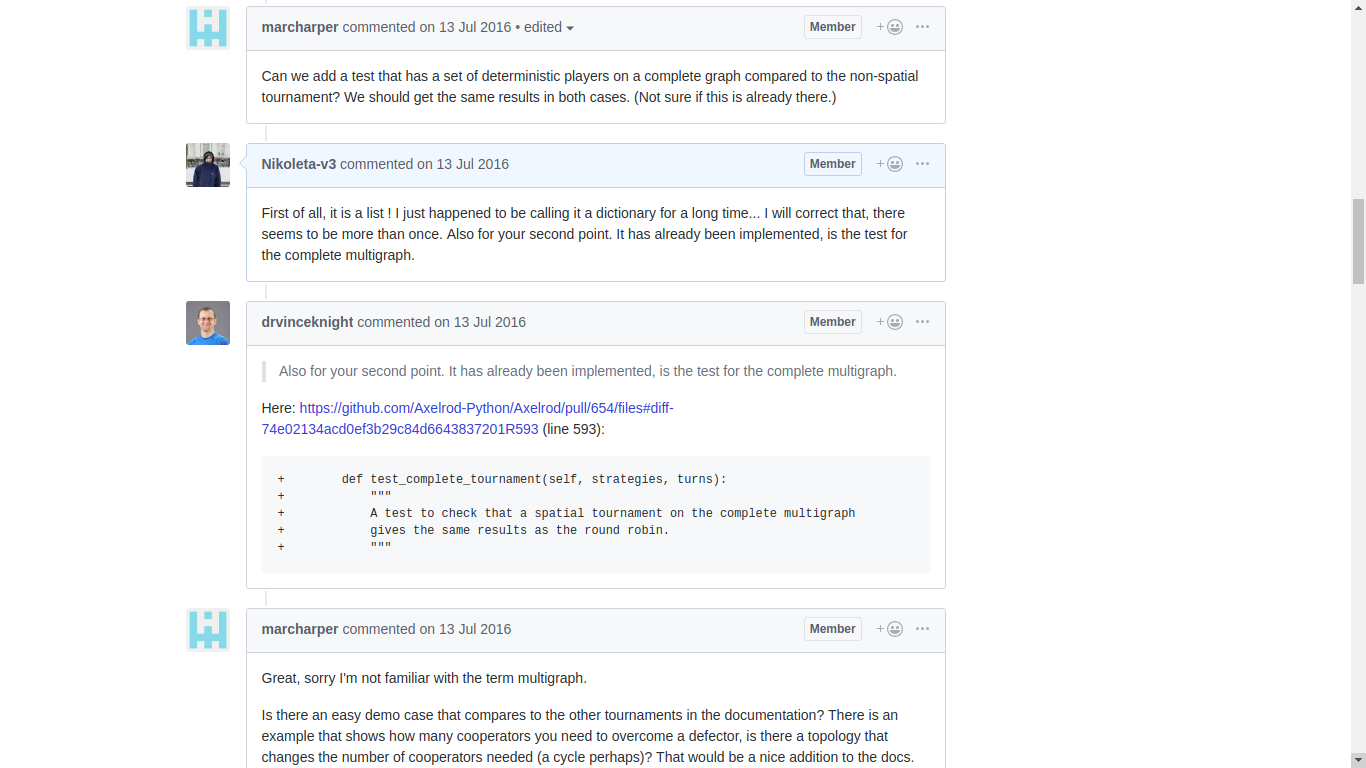 marcharper commented on 13 Jul 2016 • edited
Member
Can we add a test that has a set of deterministic players on a complete graph compared to the non-spatial
tournament? We should get the same results in both cases. (Not sure if this is already there.)
Nikoleta-v3 commented on 13 Jul 2016
Member
First of all, it is a list ! I just happened to be calling it a dictionary for a long time... I will correct that, there
seems to be more than once. Also for your second point. It has already been implemented, is the test for
the complete multigraph.
drvinceknight commented on 13 Jul 2016
Member
Also for your second point. It has already been implemented, is the test for the complete multigraph.
Here: https://github.com/Axelrod-Python/Axelrod/pull/654/files#diff-
74e02134acd0ef3b29c84d6643837201R593 (line 593):
+        def test_complete_tournament(self, strategies, turns):
+            """
+            A test to check that a spatial tournament on the complete multigraph
+            gives the same results as the round robin.
+            """
marcharper commented on 13 Jul 2016
Member
Great, sorry I'm not familiar with the term multigraph.
Is there an easy demo case that compares to the other tournaments in the documentation? There is an
example that shows how many cooperators you need to overcome a defector, is there a topology that
changes the number of cooperators needed (a cycle perhaps)? That would be a nice addition to the docs.